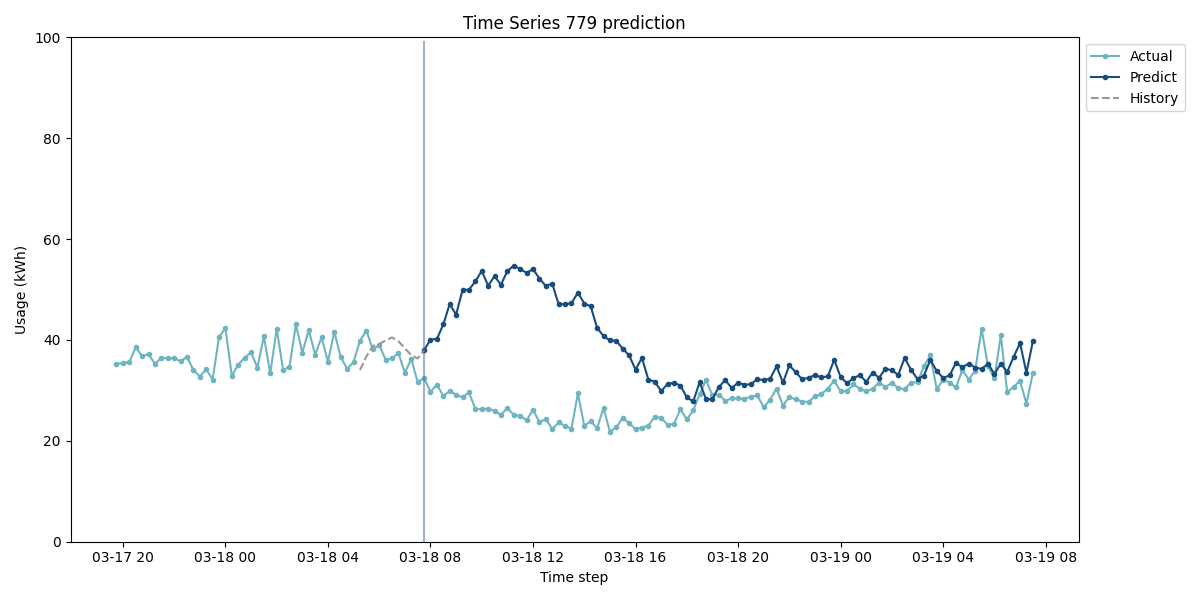 Time Series 779 prediction
Usage (kWh)
100
80
60
40
20
0
03-17 20
03-18 00
03-18 04
03-18 08
03-18 12
03-18 16
03-18 20
03-19 00
03-19 04
03-19 08
Time step
Actual
Predict
History